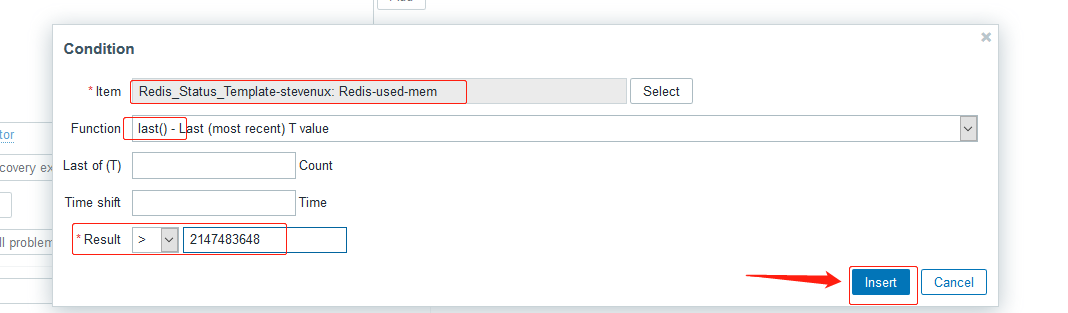 Add
Condition
* Item Redis_Status_Template-stevenux: Redis-used-mem Select
Function last() - Last (most recent) T value
tor
Last of (T) Count
covery ex
Time shift Time
* Result > 2147483648
ll problem
Insert Cancel